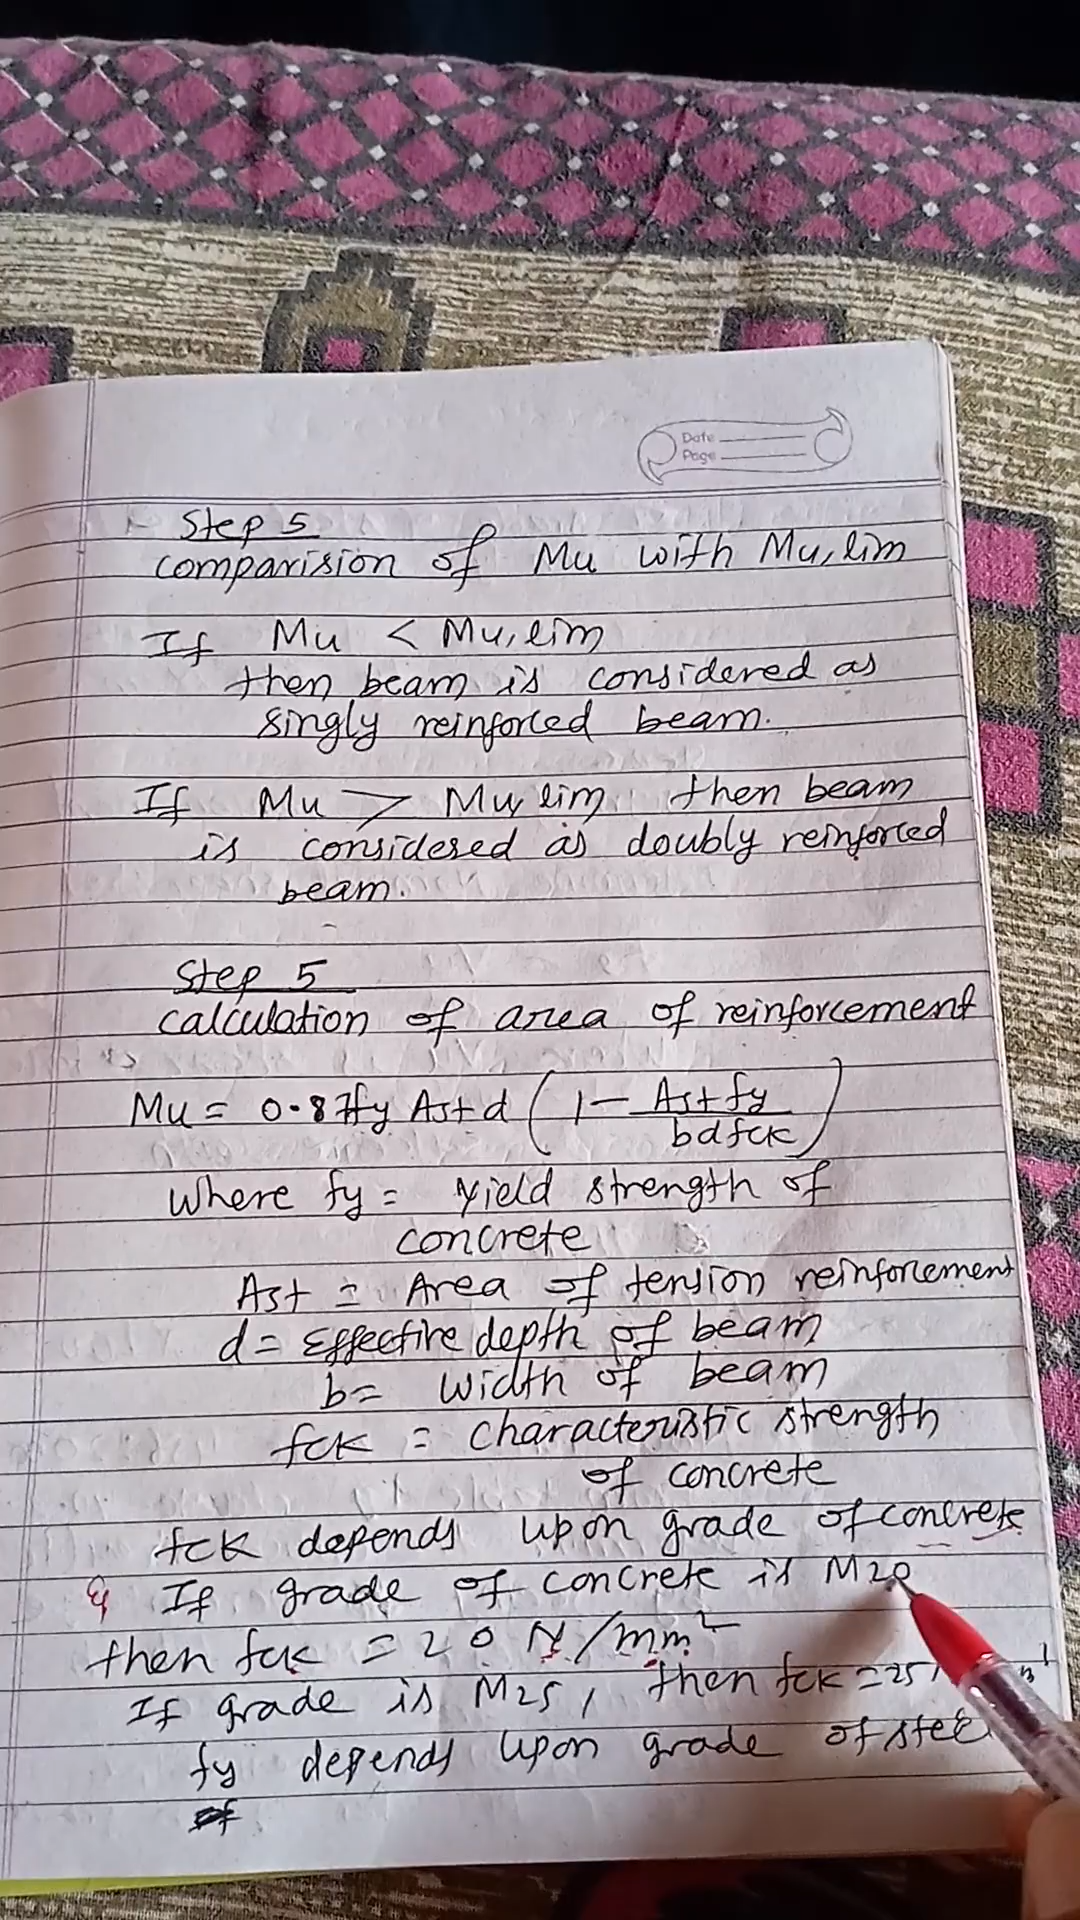 Date
Page
Step 5
comparision of Mu with Mu,lim
If Mu < Mu,lim
then beam is considered as
singly reinforced beam.
If Mu > Mu,lim then beam
is considered as doubly reinforced
beam.
Step 5
calculation of area of reinforcement
Mu = 0.87fy Ast d (1 - Ast fy / bd fck)
Where fy = yield strength of
concrete
Ast = Area of tension reinforcement
d = Effective depth of beam
b = width of beam
fck = characteristic strength
of concrete
fck depends upon grade of concrete
If grade of concrete is M20
then fck = 20 N/mm²
If grade is M25, then fck = 25
fy depends upon grade of steel